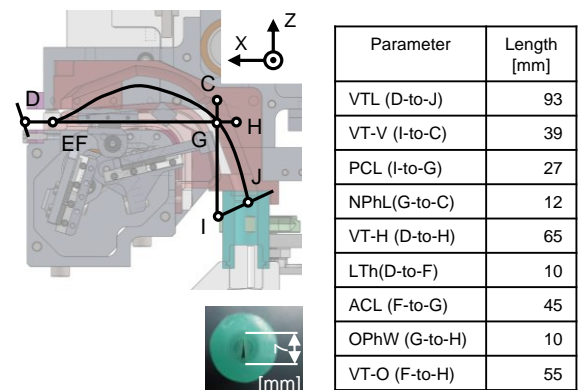 Z
X
C
D
H
EF
G
J
I
7
[mm]
Parameter Length [mm]
VTL (D-to-J) 93
VT-V (I-to-C) 39
PCL (I-to-G) 27
NPhL(G-to-C) 12
VT-H (D-to-H) 65
LTh(D-to-F) 10
ACL (F-to-G) 45
OPhW (G-to-H) 10
VT-O (F-to-H) 55